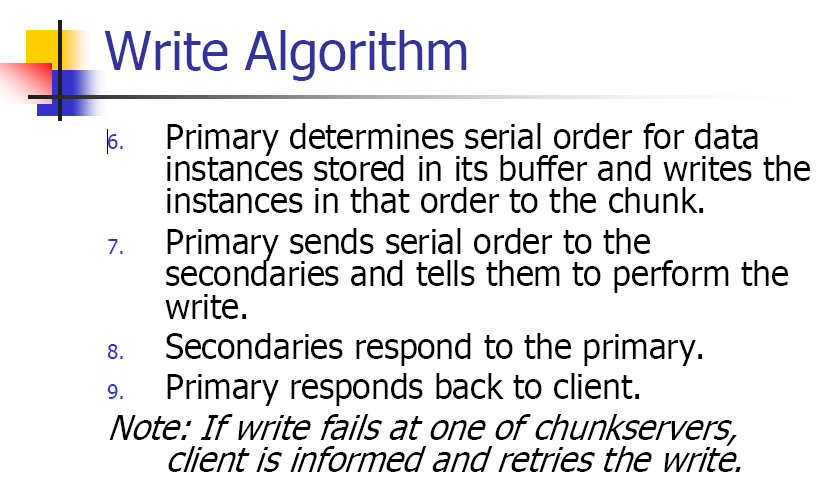 Write Algorithm
6. Primary determines serial order for data
instances stored in its buffer and writes the
instances in that order to the chunk.
7. Primary sends serial order to the
secondaries and tells them to perform the
write.
8. Secondaries respond to the primary.
9. Primary responds back to client.
Note: If write fails at one of chunkservers,
client is informed and retries the write.